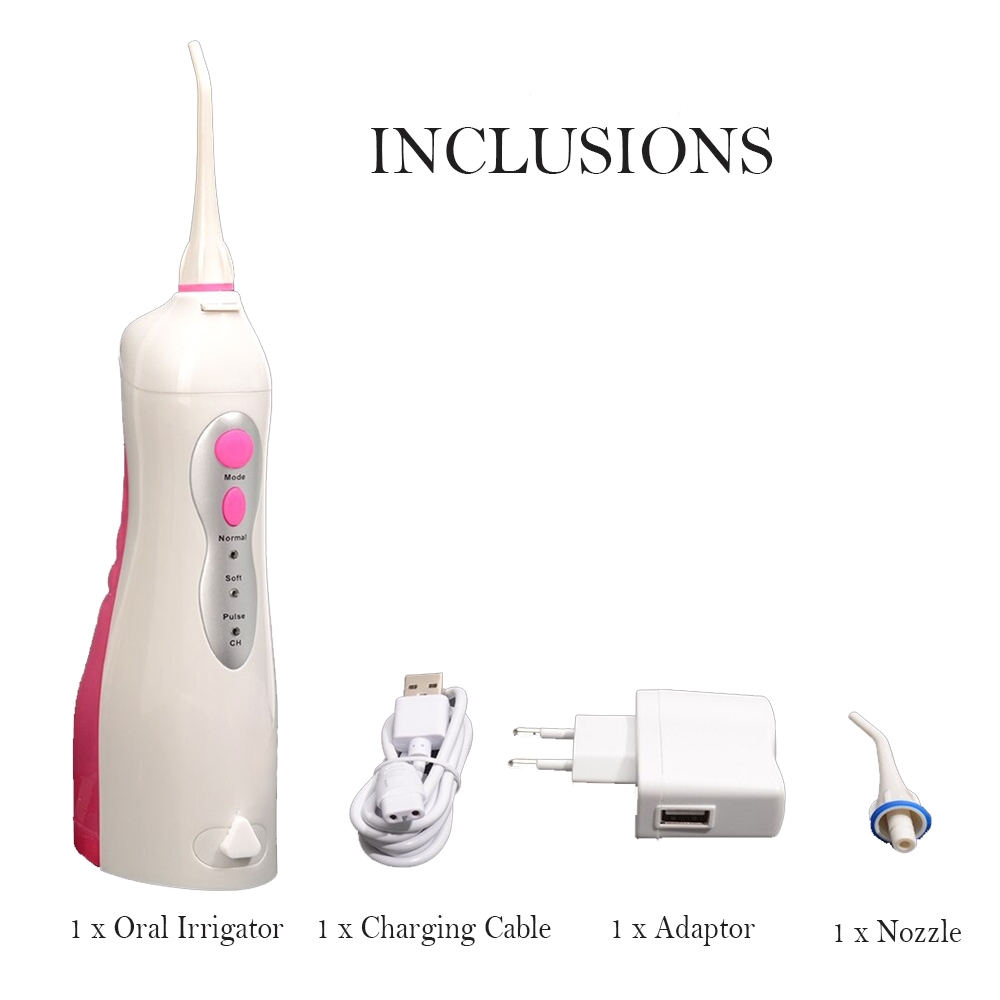 INCLUSIONS
Mode
Normal
Soft
Pulse
CH
1 x Oral Irrigator
1 x Charging Cable
1 x Adaptor
1 x Nozzle